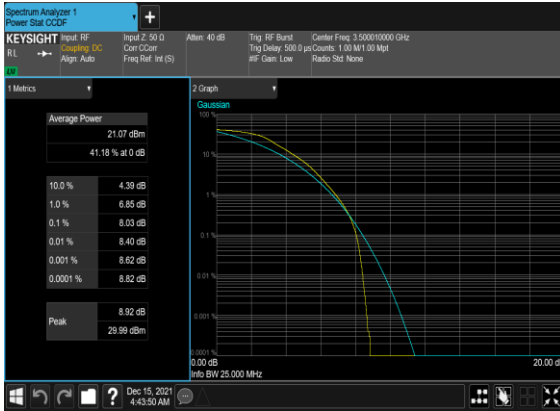 Spectrum Analyzer 1
Power Stat CCDF
+
KEYSIGHT
RL
Input: RF
Coupling: DC
Align: Auto
Input Z: 50 Ω
Corr CCorr
Freq Ref: Int (S)
Atten: 40 dB
Trig: RF Burst
Trig Delay: 500.0 µs
#IF Gain: Low
Center Freq: 3.500010000 GHz
Counts: 1.00 M/1.00 Mpt
Radio Std: None
1 Metrics
Average Power
21.07 dBm
41.18 % at 0 dB
10.0 % 4.39 dB
1.0 % 6.85 dB
0.1 % 8.03 dB
0.01 % 8.40 dB
0.001 % 8.62 dB
0.0001 % 8.82 dB
Peak
8.92 dB
29.99 dBm
2 Graph
Gaussian
100 %
10 %
1 %
0.1 %
0.01 %
0.001 %
0.0001 %
0.00 dB
20.00 d
Info BW 25.000 MHz
?
Dec 15, 2021
4:43:50 AM